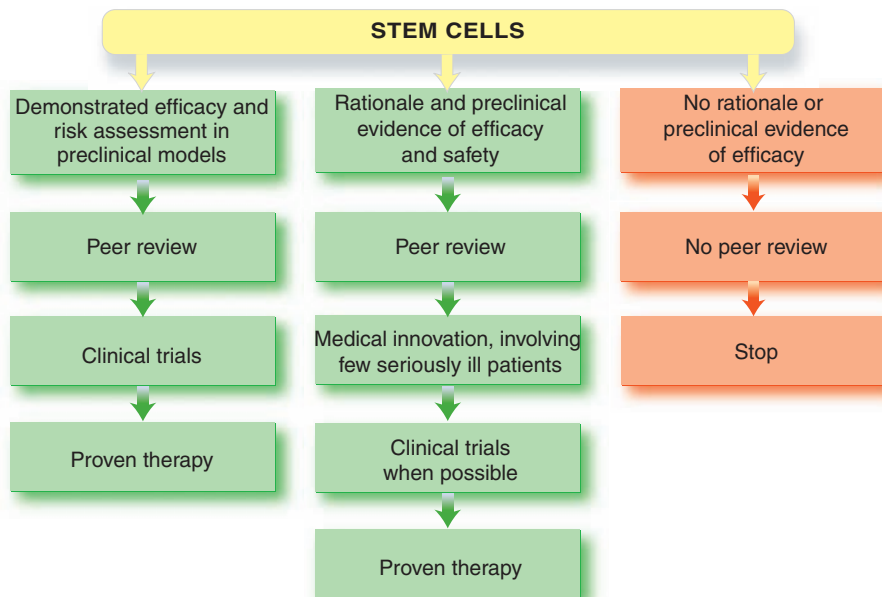 STEM CELLS
Demonstrated efficacy and
risk assessment in
preclinical models
Peer review
Clinical trials
Proven therapy
Rationale and preclinical
evidence of efficacy
and safety
Peer review
Medical innovation, involving
few seriously ill patients
Clinical trials
when possible
Proven therapy
No rationale or
preclinical evidence
of efficacy
No peer review
Stop